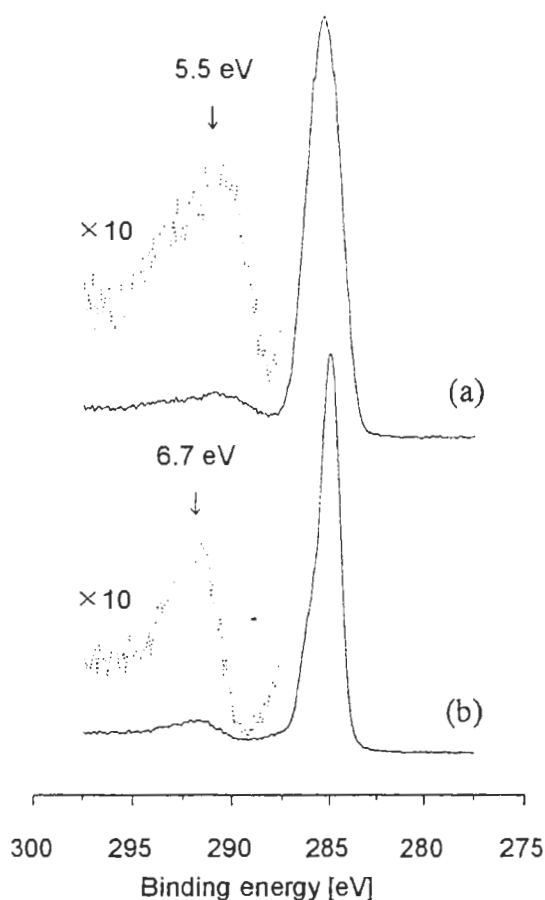 5.5 eV
↓
×10
(a)
6.7 eV
↓
×10
(b)
300 295 290 285 280 275
Binding energy [eV]